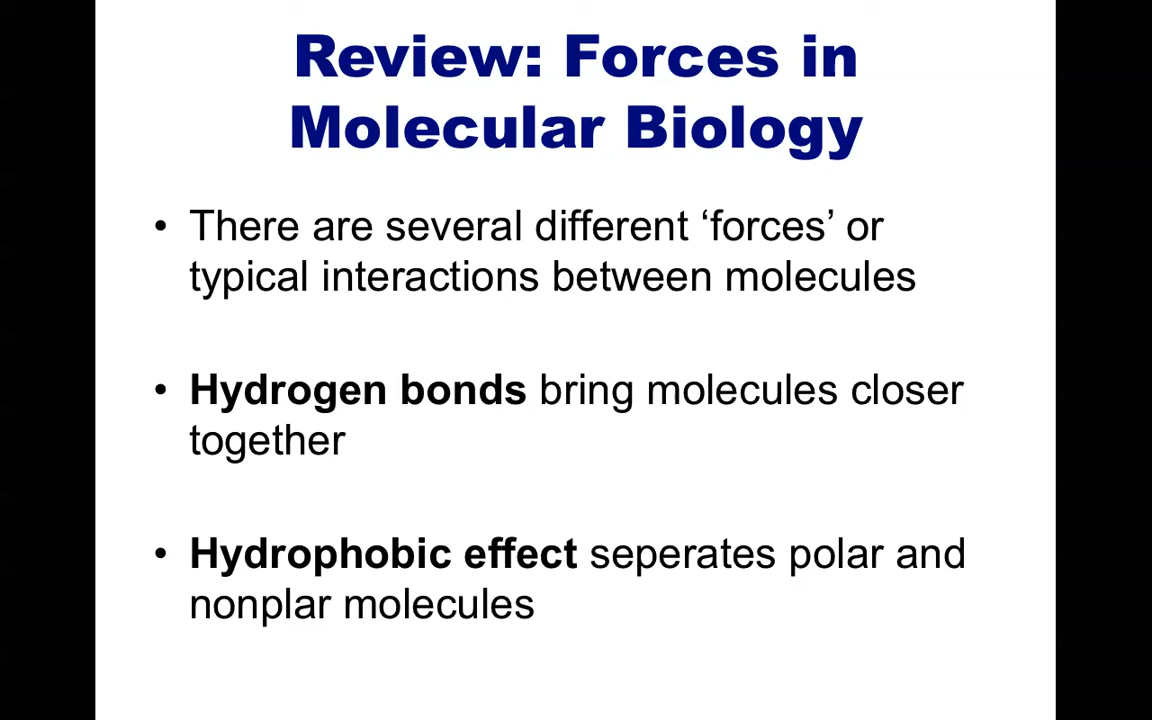 Review: Forces in
Molecular Biology
• There are several different ‘forces’ or
typical interactions between molecules
• Hydrogen bonds bring molecules closer
together
• Hydrophobic effect seperates polar and
nonplar molecules